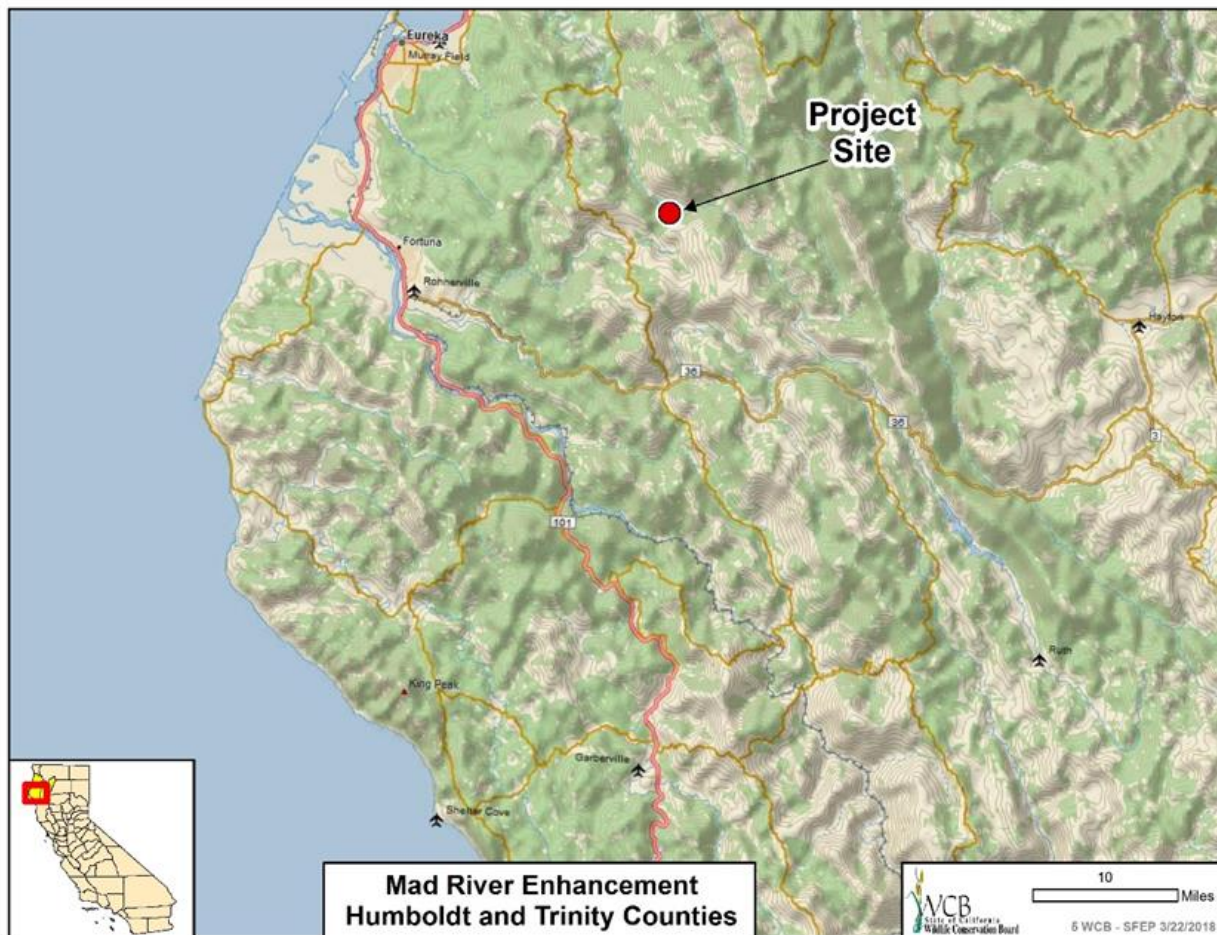 Eureka
Murray Field
Project
Site
Fortuna
Rohnerville
Hayfork
36
36
3
101
King Peak
Ruth
Garberville
Shelter Cove
Mad River Enhancement
Humboldt and Trinity Counties
10
Miles
WCB
State of California
Wildlife Conservation Board
5 WCB - SFEP 3/22/2018